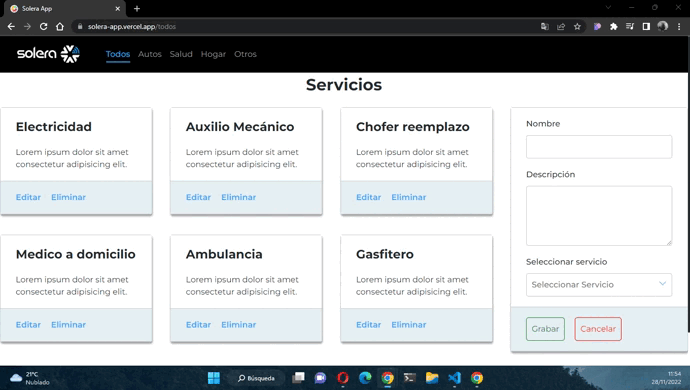 Solera App
solera-app.vercel.app/todos
solera
Todos Autos Salud Hogar Otros
Servicios
Electricidad
Lorem ipsum dolor sit amet
consectetur adipisicing elit.
Editar Eliminar
Auxilio Mecánico
Lorem ipsum dolor sit amet
consectetur adipisicing elit.
Editar Eliminar
Chofer reemplazo
Lorem ipsum dolor sit amet
consectetur adipisicing elit.
Editar Eliminar
Medico a domicilio
Lorem ipsum dolor sit amet
consectetur adipisicing elit.
Editar Eliminar
Ambulancia
Lorem ipsum dolor sit amet
consectetur adipisicing elit.
Editar Eliminar
Gasfitero
Lorem ipsum dolor sit amet
consectetur adipisicing elit.
Editar Eliminar
Nombre
Descripción
Seleccionar servicio
Seleccionar Servicio
Grabar Cancelar
21°C
Nublado
Búsqueda
11:54
28/11/2022